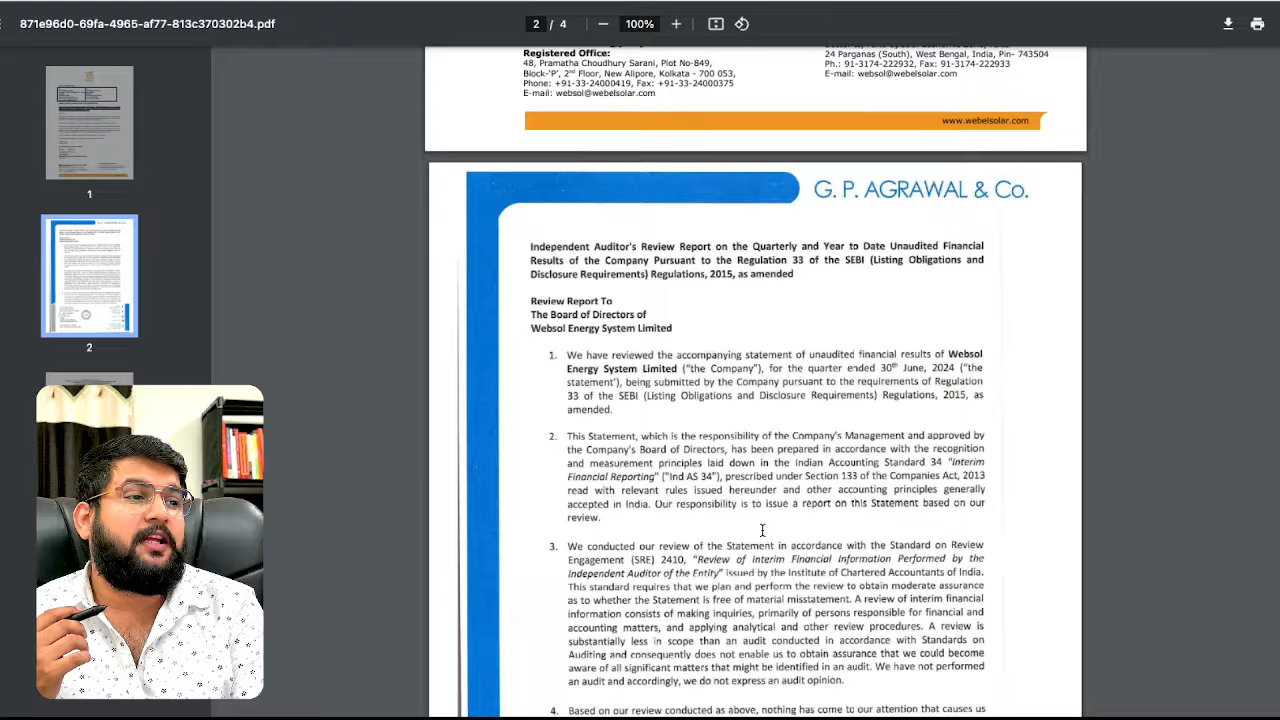 871e96d0-69fa-4965-af77-813c370302b4.pdf
2 / 4
100%
1
2
Registered Office:
48, Pramatha Choudhury Sarani, Plot No-849,
Block-'P', 2nd Floor, New Alipore, Kolkata - 700 053,
Phone: +91-33-24000419, Fax: +91-33-24000375
E-mail: websol@webelsolar.com
24 Parganas (South), West Bengal, India, Pin- 743504
Ph.: 91-3174-222932, Fax: 91-3174-222933
E-mail: websol@webelsolar.com
www.webelsolar.com
G. P. AGRAWAL & Co.
Independent Auditor's Review Report on the Quarterly and Year to Date Unaudited Financial
Results of the Company Pursuant to the Regulation 33 of the SEBI (Listing Obligations and
Disclosure Requirements) Regulations, 2015, as amended
Review Report To
The Board of Directors of
Websol Energy System Limited
1. We have reviewed the accompanying statement of unaudited financial results of Websol
Energy System Limited ("the Company"), for the quarter ended 30th June, 2024 ("the
statement'), being submitted by the Company pursuant to the requirements of Regulation
33 of the SEBI (Listing Obligations and Disclosure Requirements) Regulations, 2015, as
amended.
2. This Statement, which is the responsibility of the Company's Management and approved by
the Company's Board of Directors, has been prepared in accordance with the recognition
and measurement principles laid down in the Indian Accounting Standard 34 "Interim
Financial Reporting" ("Ind AS 34"), prescribed under Section 133 of the Companies Act, 2013
read with relevant rules issued hereunder and other accounting principles generally
accepted in India. Our responsibility is to issue a report on this Statement based on our
review.
3. We conducted our review of the Statement in accordance with the Standard on Review
Engagement (SRE) 2410, "Review of Interim Financial Information Performed by the
Independent Auditor of the Entity" issued by the Institute of Chartered Accountants of India.
This standard requires that we plan and perform the review to obtain moderate assurance
as to whether the Statement is free of material misstatement. A review of interim financial
information consists of making inquiries, primarily of persons responsible for financial and
accounting matters, and applying analytical and other review procedures. A review is
substantially less in scope than an audit conducted in accordance with Standards on
Auditing and consequently does not enable us to obtain assurance that we could become
aware of all significant matters that might be identified in an audit. We have not performed
an audit and accordingly, we do not express an audit opinion.
4. Based on our review conducted as above, nothing has come to our attention that causes us